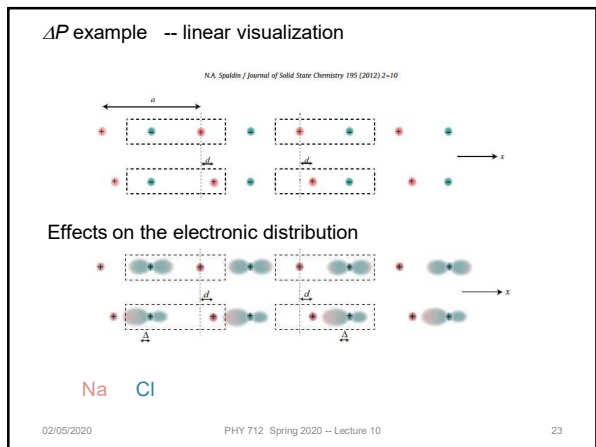 ΔP example -- linear visualization
N.A. Spaldin / Journal of Solid State Chemistry 195 (2012) 2–10
a
+ − + − + − + −
d d
x
+ − + − + − + −
Effects on the electronic distribution
+ + + + + + + +
d d
x
+ + + + + + + +
Δ Δ
Na Cl
02/05/2020 PHY 712 Spring 2020 -- Lecture 10 23